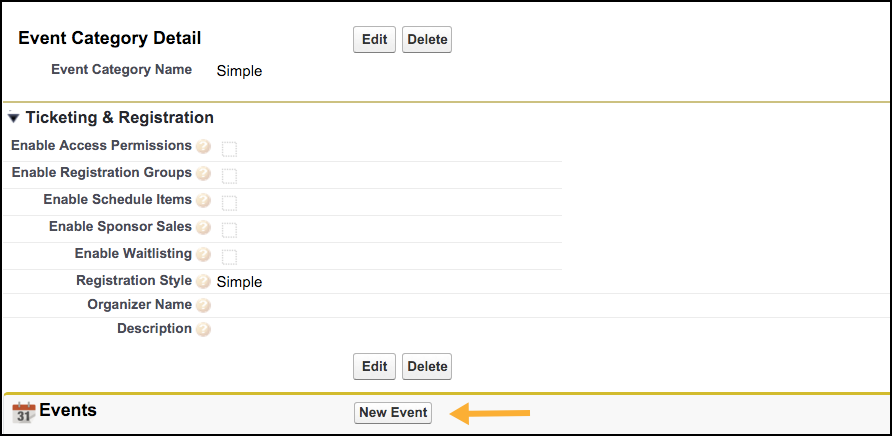 Event Category Detail Edit Delete
Event Category Name Simple
Ticketing & Registration
Enable Access Permissions ?
Enable Registration Groups ?
Enable Schedule Items ?
Enable Sponsor Sales ?
Enable Waitlisting ?
Registration Style ? Simple
Organizer Name ?
Description ?
Edit Delete
31 Events New Event